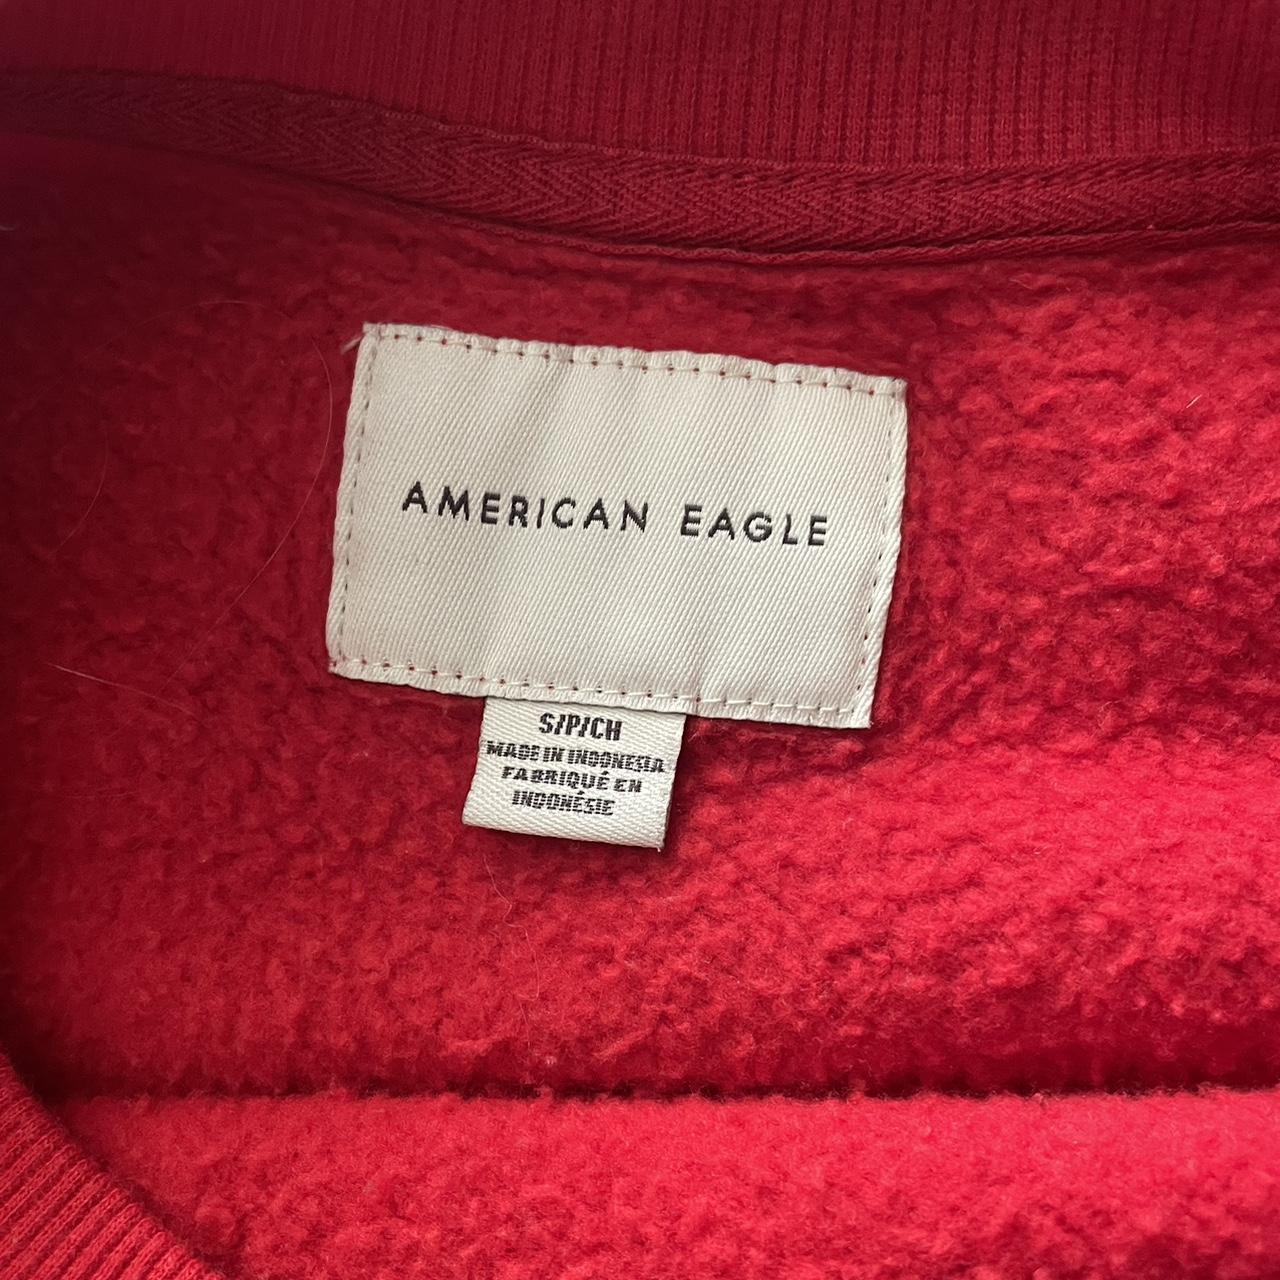 AMERICAN EAGLE
S/P/CH
MADE IN INDONESIA
FABRIQUÉ EN
INDONÉSIE